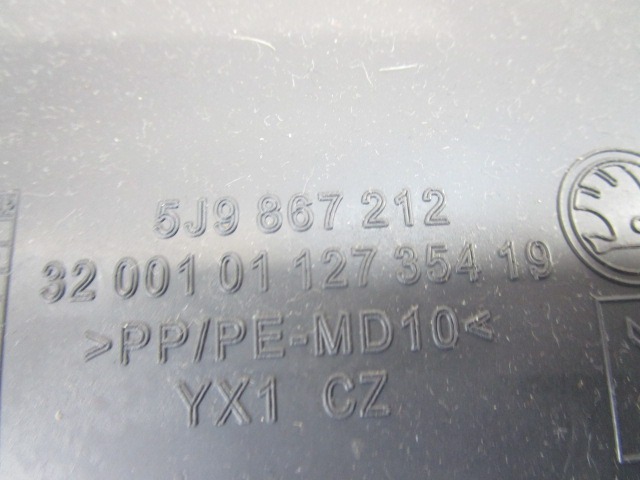 5J9 867 212
32 001 01 127 354 19
>PP/PE-MD10<
YX1 CZ